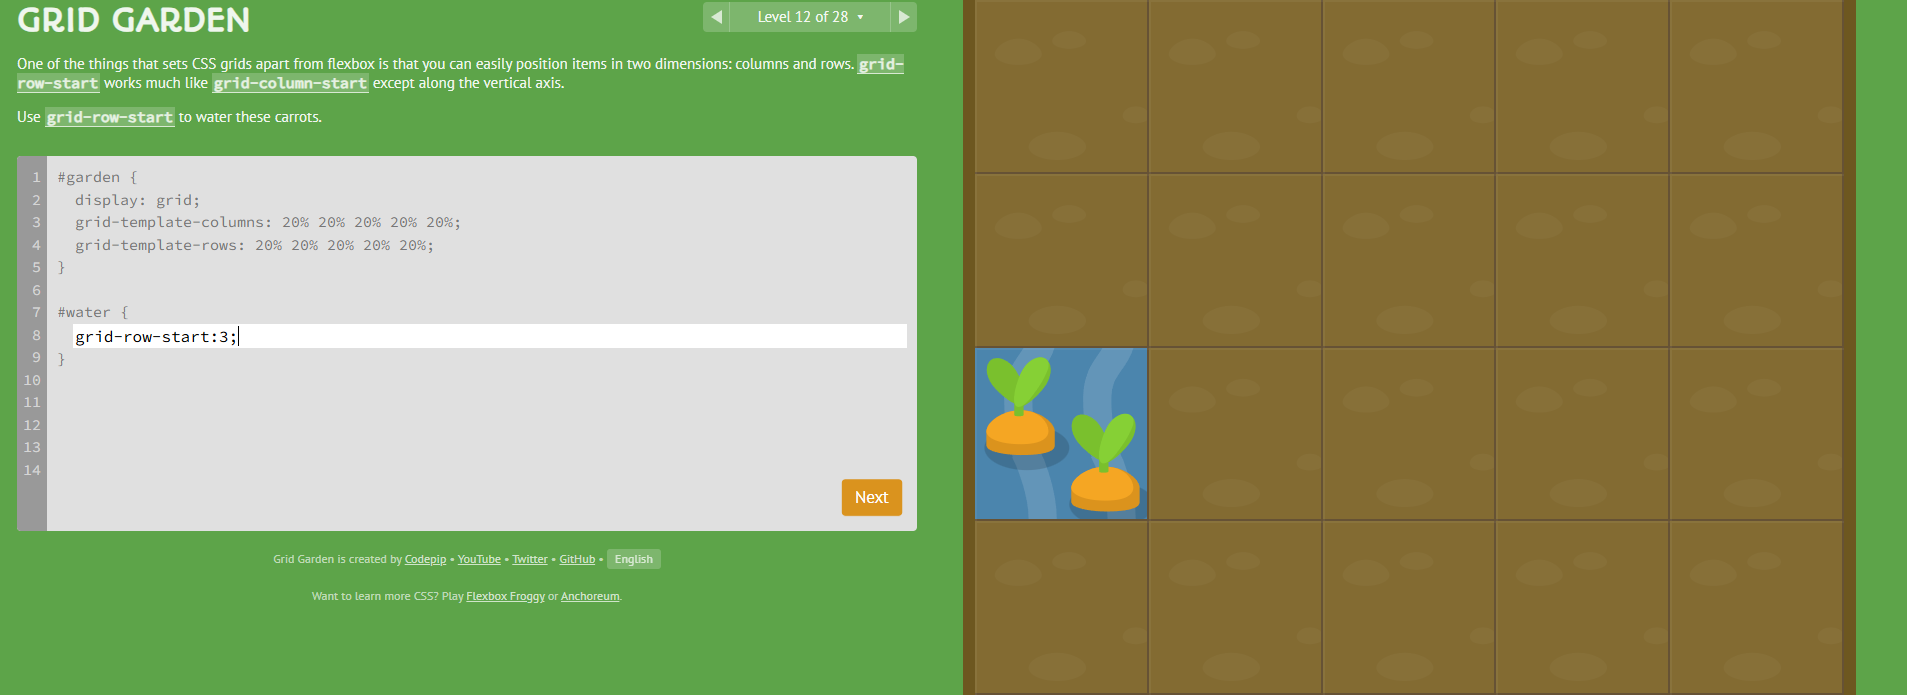 GRID GARDEN
◀ Level 12 of 28 ▾ ▶
One of the things that sets CSS grids apart from flexbox is that you can easily position items in two dimensions: columns and rows. grid-
row-start works much like grid-column-start except along the vertical axis.
Use grid-row-start to water these carrots.
1 #garden {
2   display: grid;
3   grid-template-columns: 20% 20% 20% 20% 20%;
4   grid-template-rows: 20% 20% 20% 20% 20%;
5 }
6
7 #water {
8   grid-row-start:3;
9 }
10
11
12
13
14
Next
Grid Garden is created by Codepip • YouTube • Twitter • GitHub • English
Want to learn more CSS? Play Flexbox Froggy or Anchoreum.